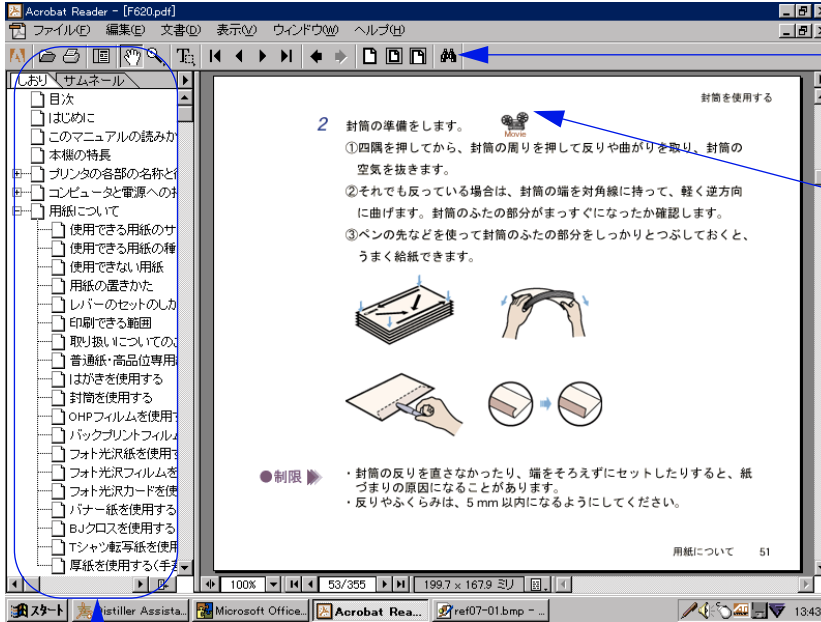 Acrobat Reader - [F620.pdf]
ファイル(F) 編集(E) 文書(D) 表示(V) ウィンドウ(W) ヘルプ(H)
しおり サムネール
目次
はじめに
このマニュアルの読みか
本機の特長
プリンタの各部の名称と
コンピュータと電源への
用紙について
使用できる用紙のサ
使用できる用紙の種
使用できない用紙
用紙の置きかた
レバーのセットのしか
印刷できる範囲
取り扱いについての
普通紙・高品位専用
はがきを使用する
封筒を使用する
OHPフィルムを使用
バックプリントフィルム
フォト光沢紙を使用
フォト光沢フィルムを
フォト光沢カードを使
バナー紙を使用する
BJクロスを使用する
Tシャツ転写紙を使用
厚紙を使用する(手
封筒を使用する
2 封筒の準備をします。
Movie
①四隅を押してから、封筒の周りを押して反りや曲がりを取り、封筒の
空気を抜きます。
②それでも反っている場合は、封筒の端を対角線に持って、軽く逆方向
に曲げます。封筒のふたの部分がまっすぐになったか確認します。
③ペンの先などを使って封筒のふたの部分をしっかりとつぶしておくと、
うまく給紙できます。
●制限
・封筒の反りを直さなかったり、端をそろえずにセットしたりすると、紙
づまりの原因になることがあります。
・反りやふくらみは、5 mm 以内になるようにしてください。
用紙について 51
100% 53/355 199.7 × 167.9 ミリ
スタート Distiller Assista... Microsoft Office... Acrobat Rea... ref07-01.bmp - ... 13:43